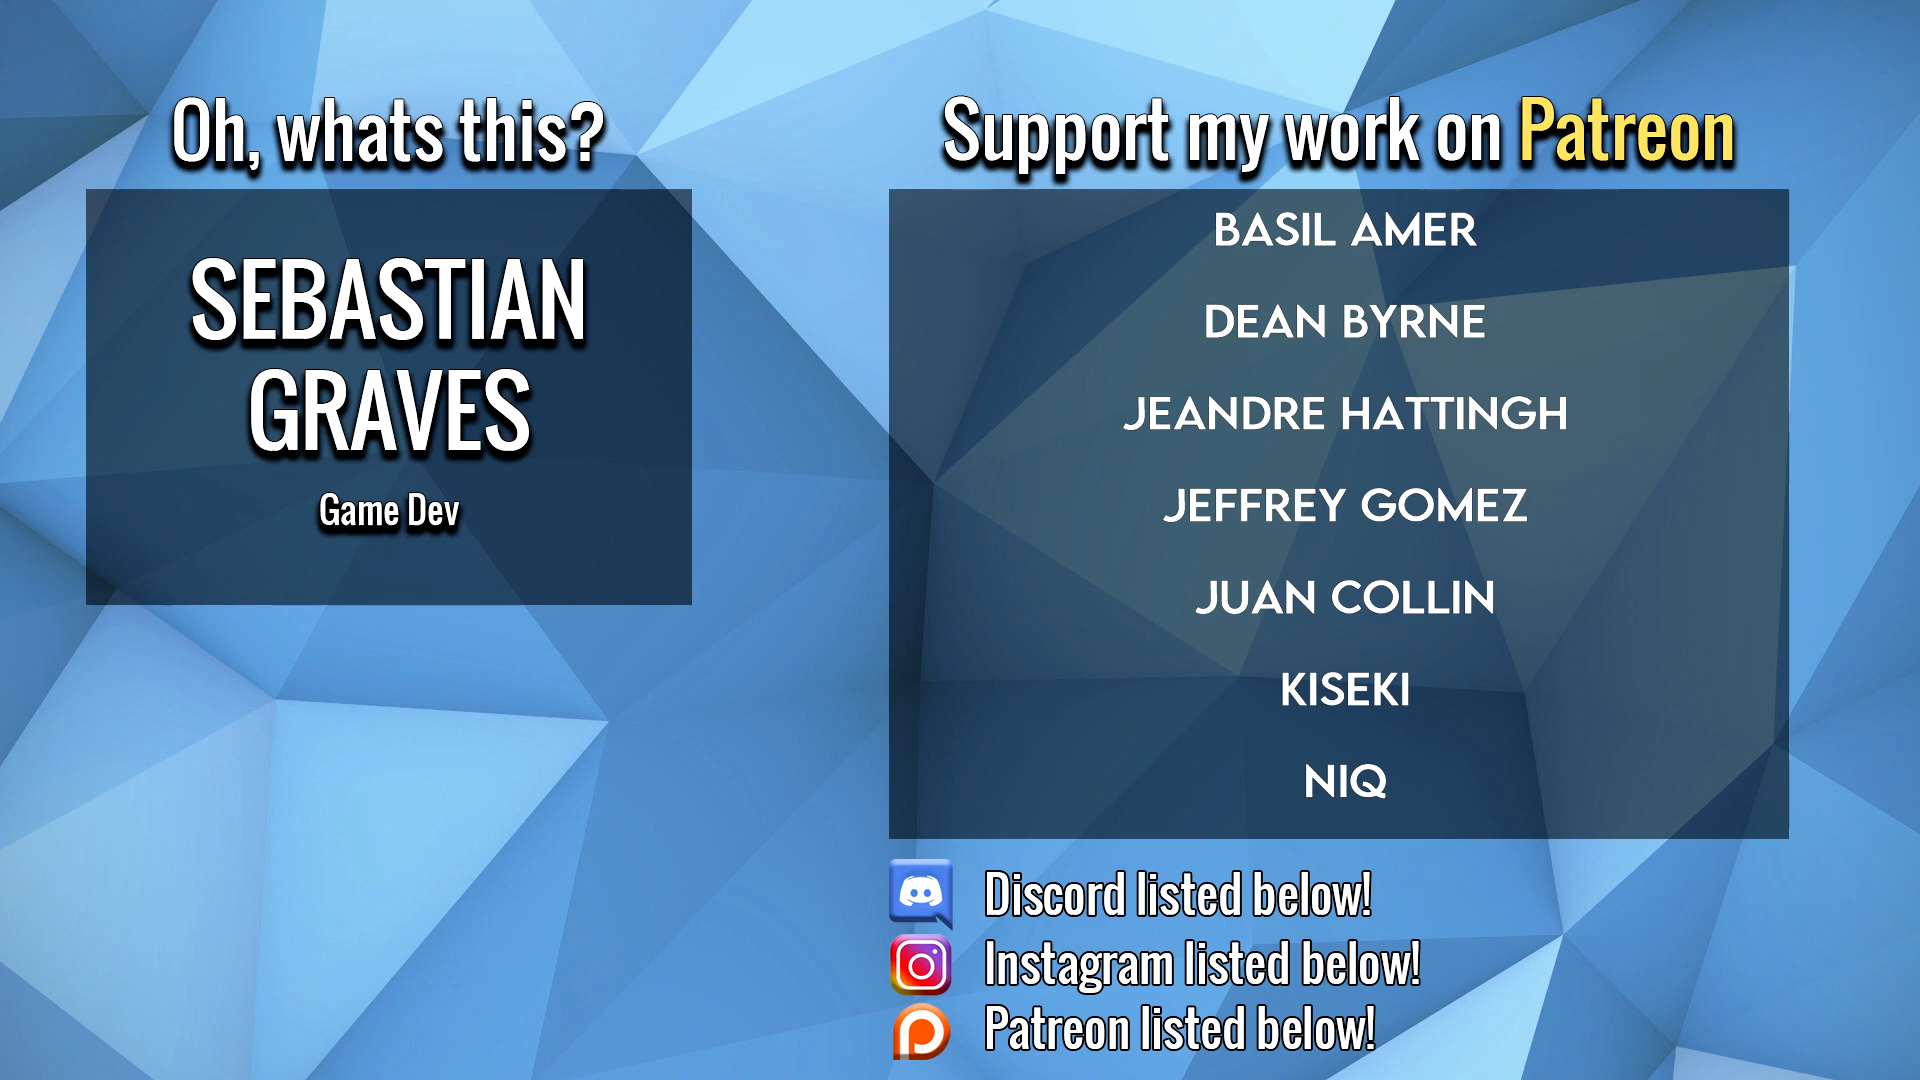 Oh, whats this?
SEBASTIAN
GRAVES
Game Dev
Support my work on Patreon
BASIL AMER
DEAN BYRNE
JEANDRE HATTINGH
JEFFREY GOMEZ
JUAN COLLIN
KISEKI
NIQ
Discord listed below!
Instagram listed below!
Patreon listed below!